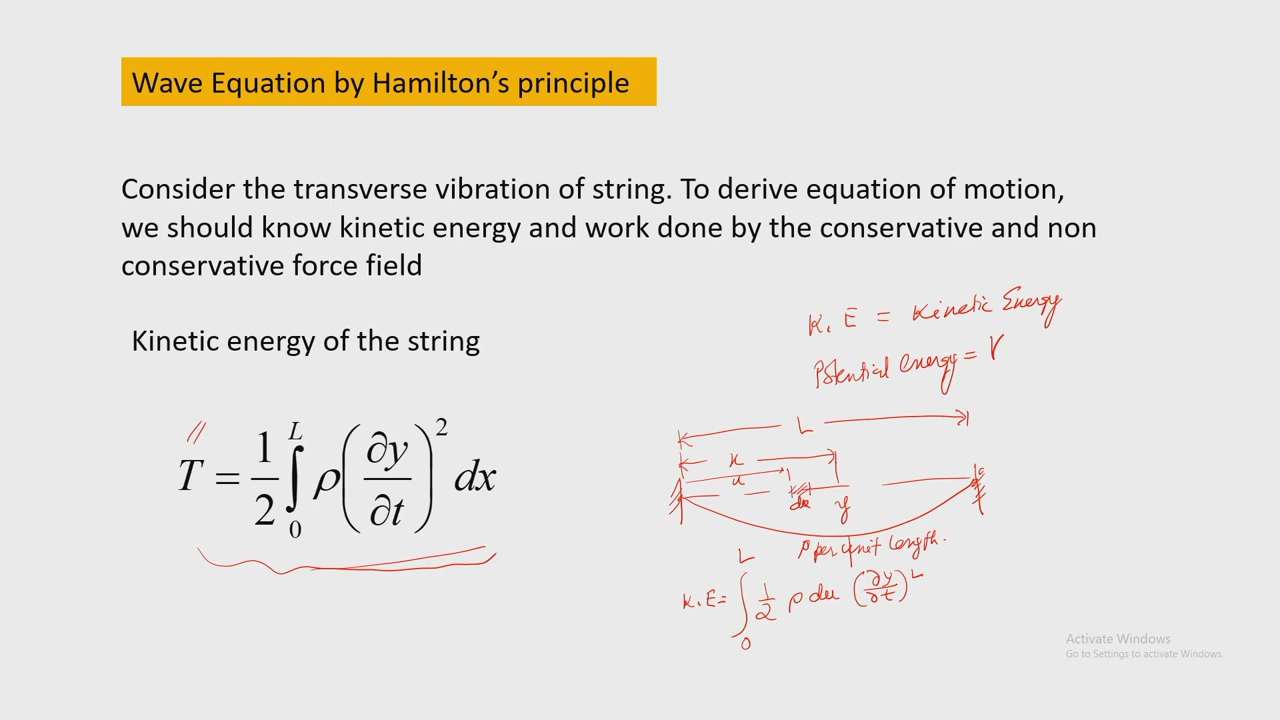 Wave Equation by Hamilton's principle
Consider the transverse vibration of string. To derive equation of motion,
we should know kinetic energy and work done by the conservative and non
conservative force field
K.E = Kinetic Energy
Kinetic energy of the string
Potential energy = V
L
x
T = 1/2 ∫₀ᴸ ρ(∂y/∂t)² dx
dx y
ρ per unit length.
K.E = ∫₀ᴸ 1/2 ρ dx (∂y/∂t)²
Activate Windows
Go to Settings to activate Windows.